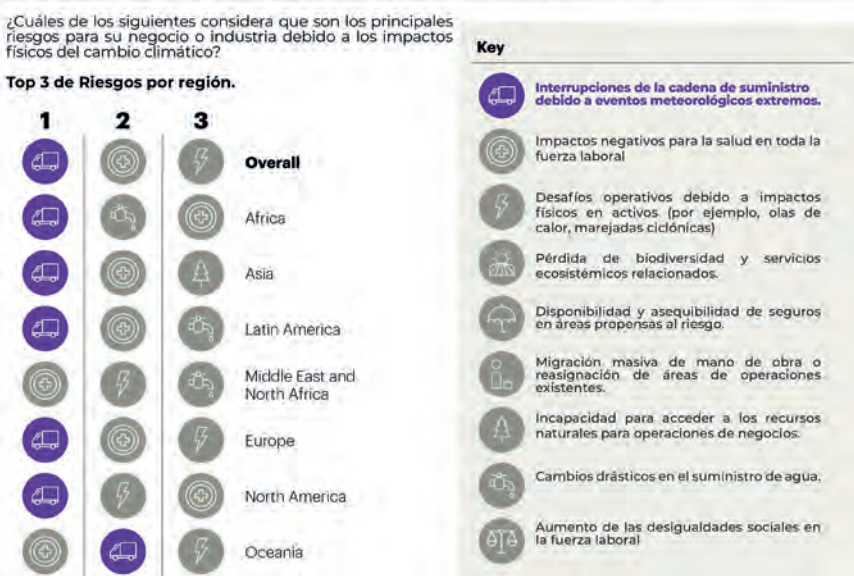 ¿Cuáles de los siguientes considera que son los principales
riesgos para su negocio o industria debido a los impactos
físicos del cambio climático?
Top 3 de Riesgos por región.
1 2 3
Overall
Africa
Asia
Latin America
Middle East and
North Africa
Europe
North America
Oceania
Key
Interrupciones de la cadena de suministro
debido a eventos meteorológicos extremos.
Impactos negativos para la salud en toda la
fuerza laboral
Desafíos operativos debido a impactos
físicos en activos (por ejemplo, olas de
calor, marejadas ciclónicas)
Pérdida de biodiversidad y servicios
ecosistémicos relacionados.
Disponibilidad y asequibilidad de seguros
en áreas propensas al riesgo.
Migración masiva de mano de obra o
reasignación de áreas de operaciones
existentes.
Incapacidad para acceder a los recursos
naturales para operaciones de negocios.
Cambios drásticos en el suministro de agua.
Aumento de las desigualdades sociales en
la fuerza laboral